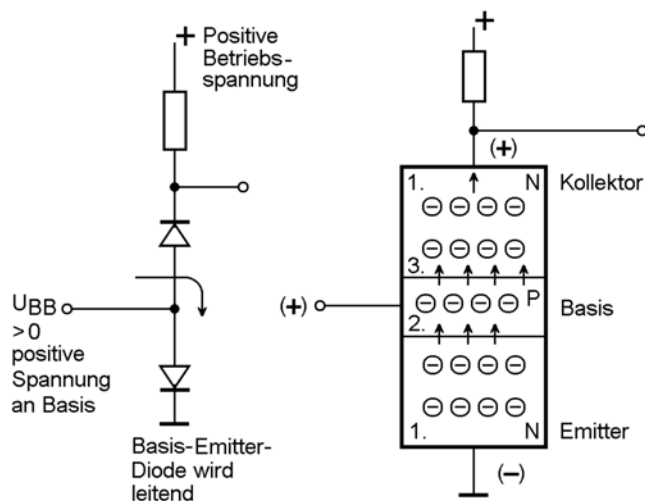 + Positive
Betriebs-
spannung
UBB
>0
positive
Spannung
an Basis
Basis-Emitter-
Diode wird
leitend
+
(+)
1. N Kollektor
3.
(+) P Basis
2.
1. N Emitter
(-)